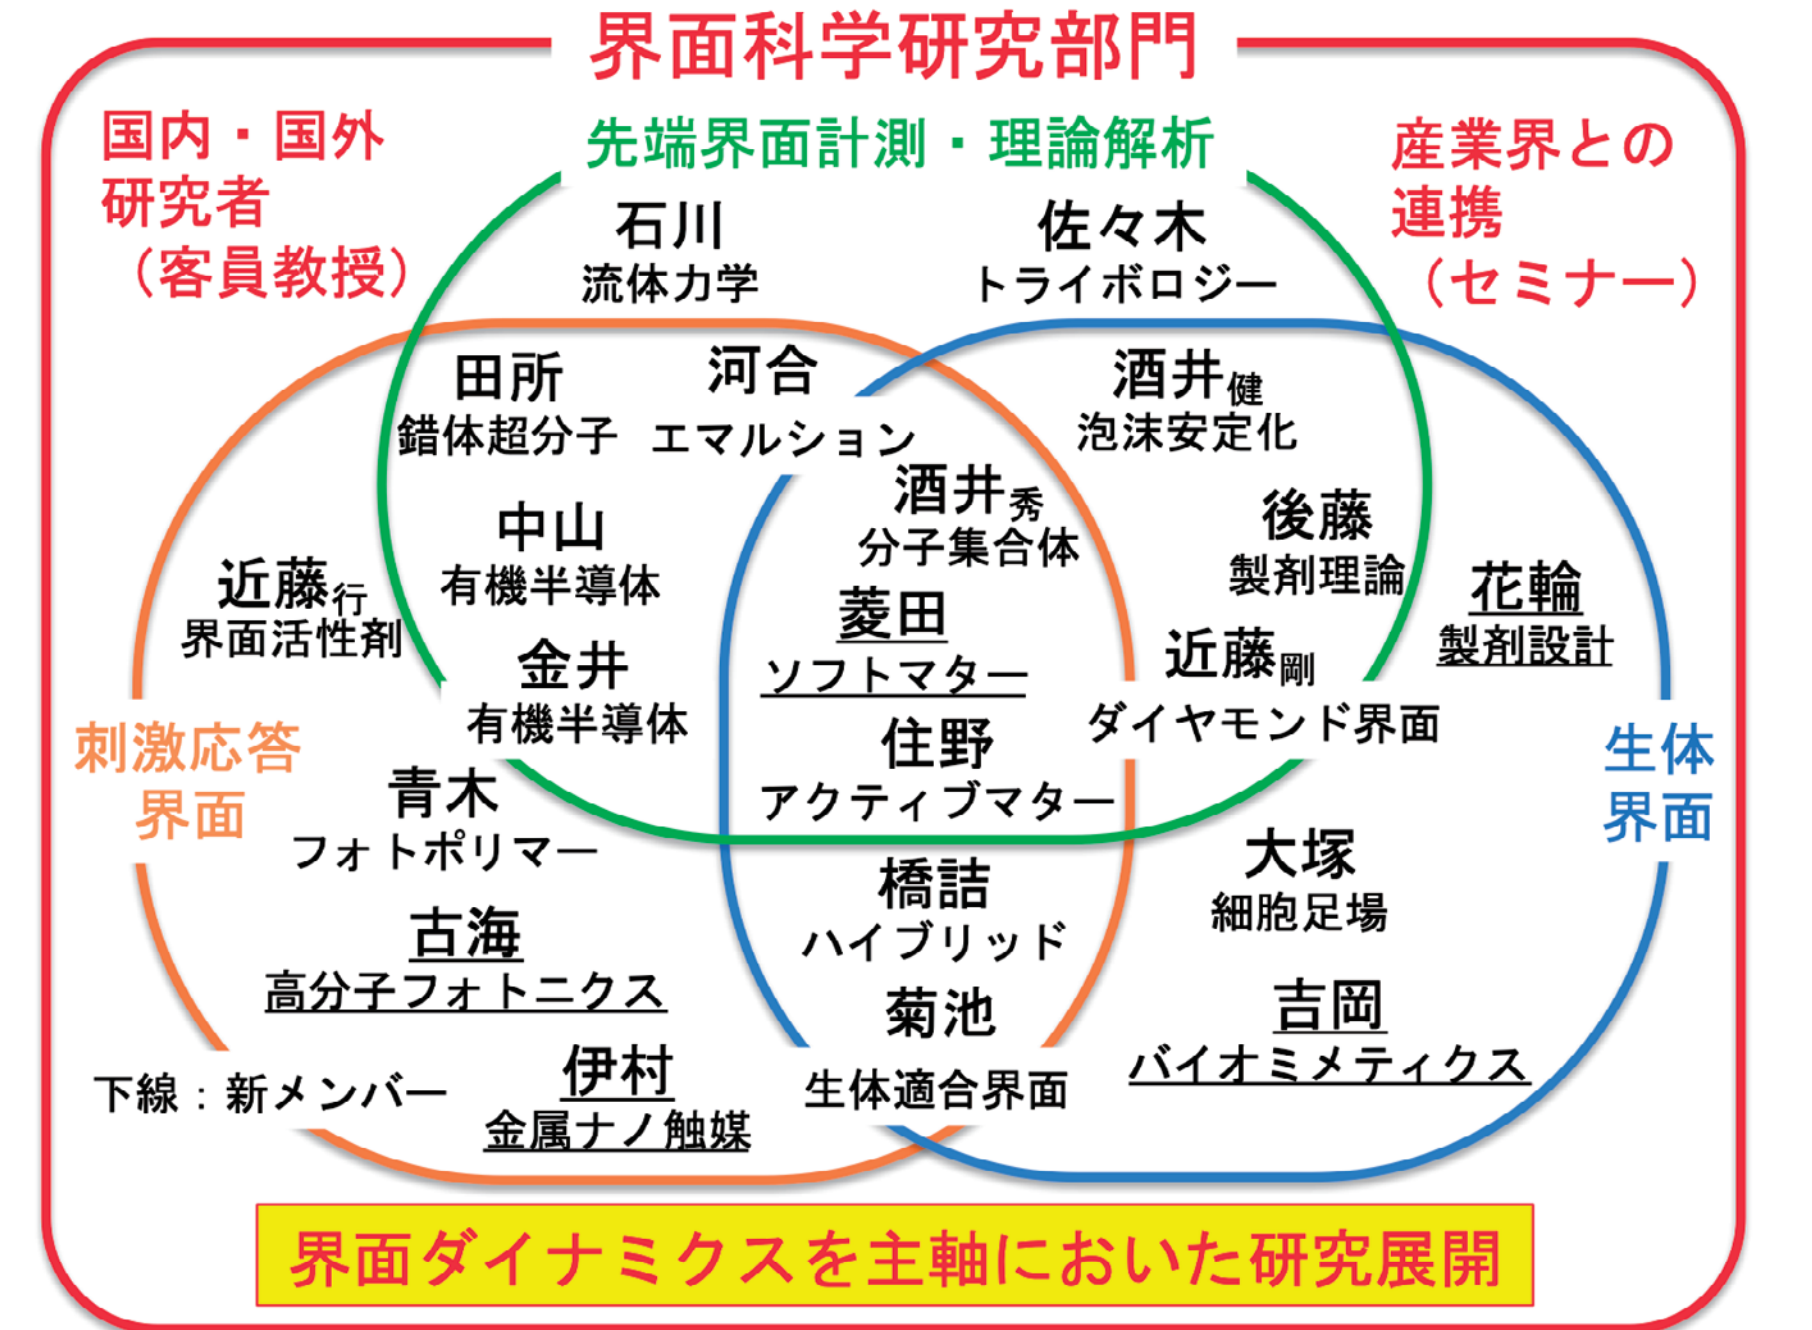 界面科学研究部門
国内・国外
研究者
（客員教授）
先端界面計測・理論解析
産業界との
連携
（セミナー）
石川
流体力学
佐々木
トライボロジー
田所
錯体超分子
河合
エマルション
酒井健
泡沫安定化
酒井秀
分子集合体
中山
有機半導体
後藤
製剤理論
近藤行
界面活性剤
花輪
製剤設計
菱田
ソフトマター
金井
有機半導体
近藤剛
ダイヤモンド界面
住野
アクティブマター
刺激応答
界面
生体
界面
青木
フォトポリマー
橋詰
ハイブリッド
大塚
細胞足場
古海
高分子フォトニクス
菊池
生体適合界面
吉岡
バイオミメティクス
伊村
金属ナノ触媒
下線：新メンバー
界面ダイナミクスを主軸においた研究展開